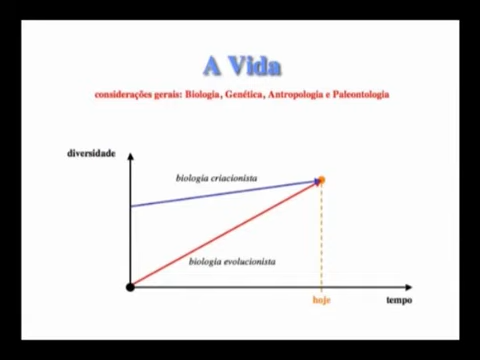 A Vida
considerações gerais: Biologia, Genética, Antropologia e Paleontologia
diversidade
biologia criacionista
biologia evolucionista
hoje
tempo